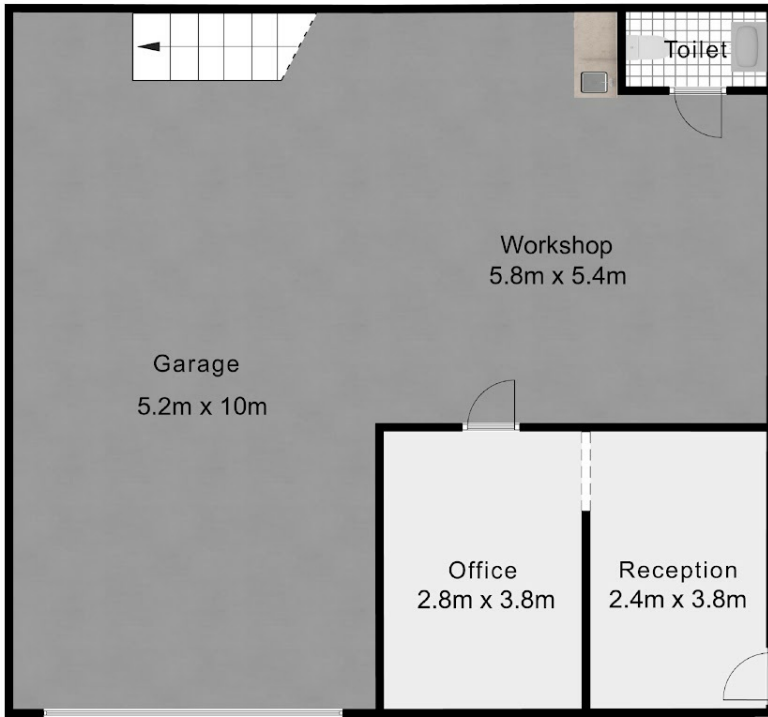 Toilet
Workshop
5.8m x 5.4m
Garage
5.2m x 10m
Office
2.8m x 3.8m
Reception
2.4m x 3.8m